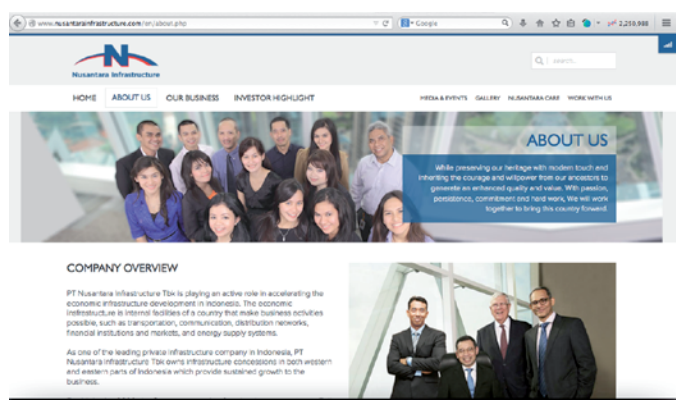 www.nusantarainfrastructure.com/en/about.php
Google
2,250,988
N
Nusantara Infrastructure
search..
HOME ABOUT US OUR BUSINESS INVESTOR HIGHLIGHT
MEDIA & EVENTS GALLERY NUSANTARA CARE WORK WITH US
ABOUT US
While preserving our heritage with modern touch and
inheriting the courage and willpower from our ancestors to
generate an enhanced quality and value. With passion,
persistence, commitment and hard work, We will work
together to bring this country forward.
COMPANY OVERVIEW
PT Nusantara Infrastructure Tbk is playing an active role in accelerating the
economic infrastructure development in Indonesia. The economic
infrastructure is internal facilities of a country that make business activities
possible, such as transportation, communication, distribution networks,
financial institutions and markets, and energy supply systems.
As one of the leading private infrastructure company in Indonesia, PT
Nusantara Infrastructure Tbk owns infrastructure concessions in both western
and eastern parts of Indonesia which provide sustained growth to the
business.